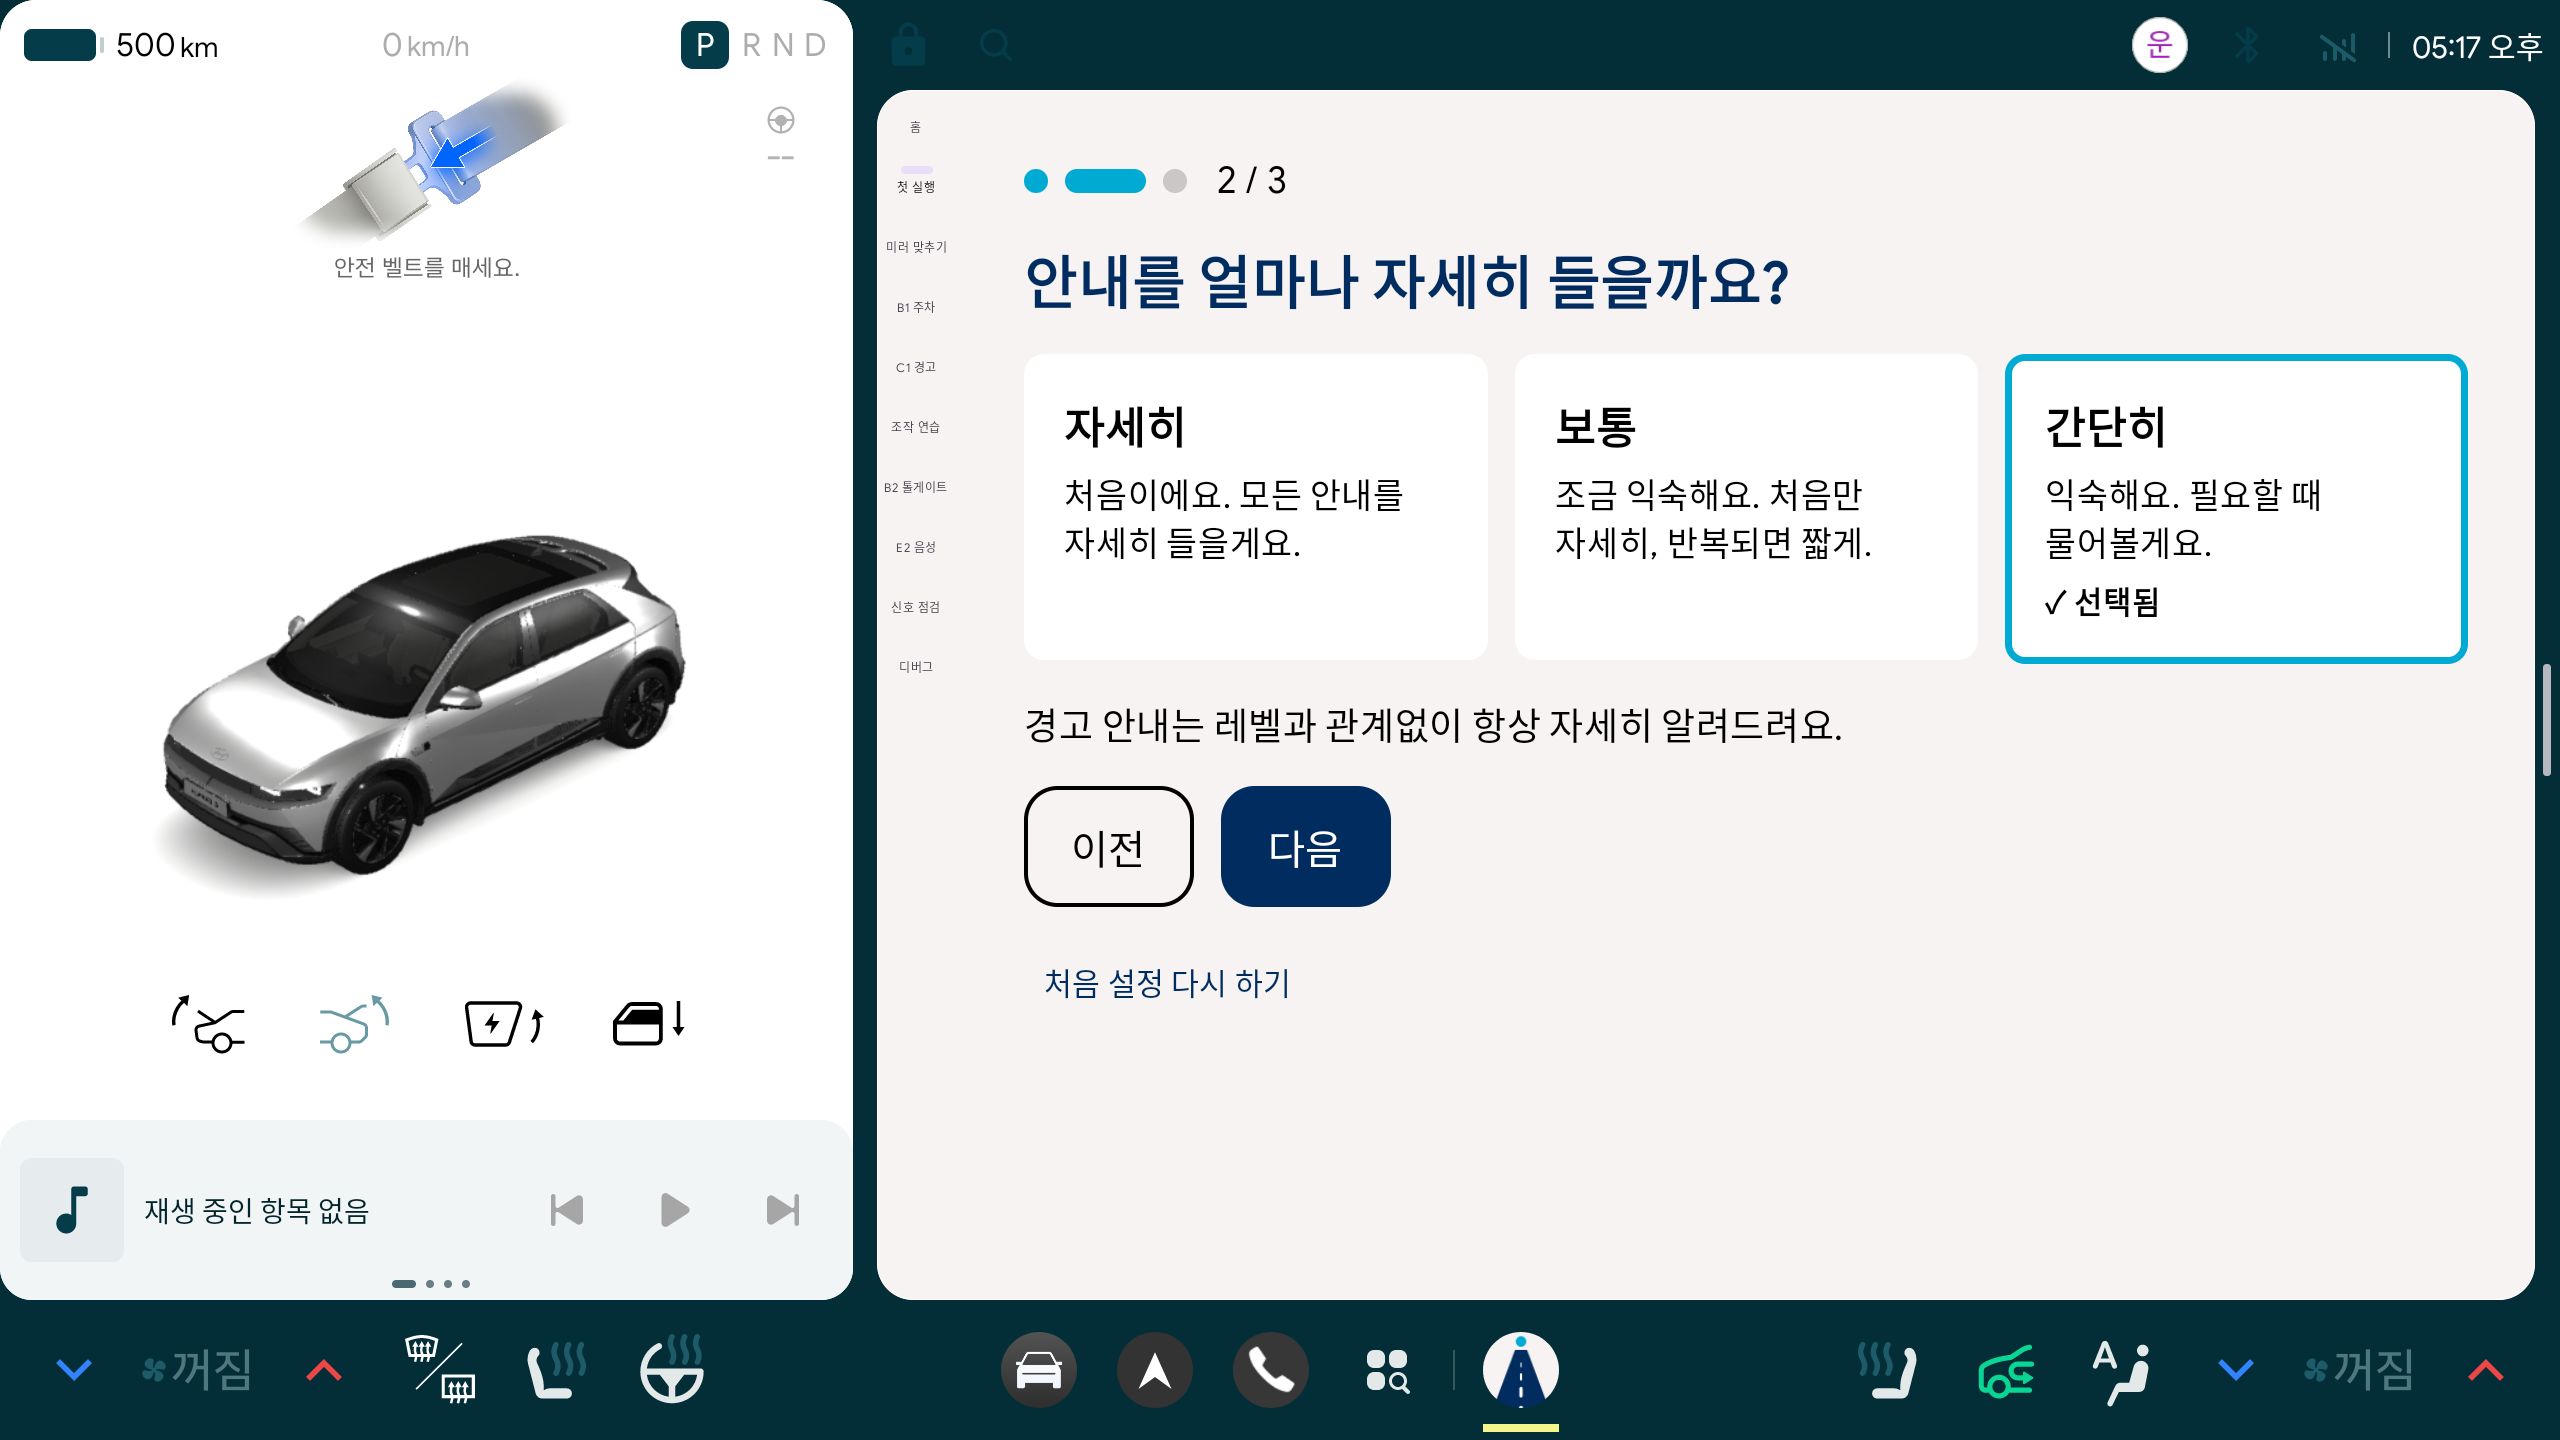 500 km
0 km/h
P R N D
안전 벨트를 매세요.
재생 중인 항목 없음
운
05:17 오후
홈
첫 실행
미러 맞추기
B1 주차
C1 경고
조작 연습
B2 톨게이트
E2 음성
신호 점검
디버그
2 / 3
안내를 얼마나 자세히 들을까요?
자세히
처음이에요. 모든 안내를
자세히 들을게요.
보통
조금 익숙해요. 처음만
자세히, 반복되면 짧게.
간단히
익숙해요. 필요할 때
물어볼게요.
✓ 선택됨
경고 안내는 레벨과 관계없이 항상 자세히 알려드려요.
이전
다음
처음 설정 다시 하기
꺼짐
A
꺼짐